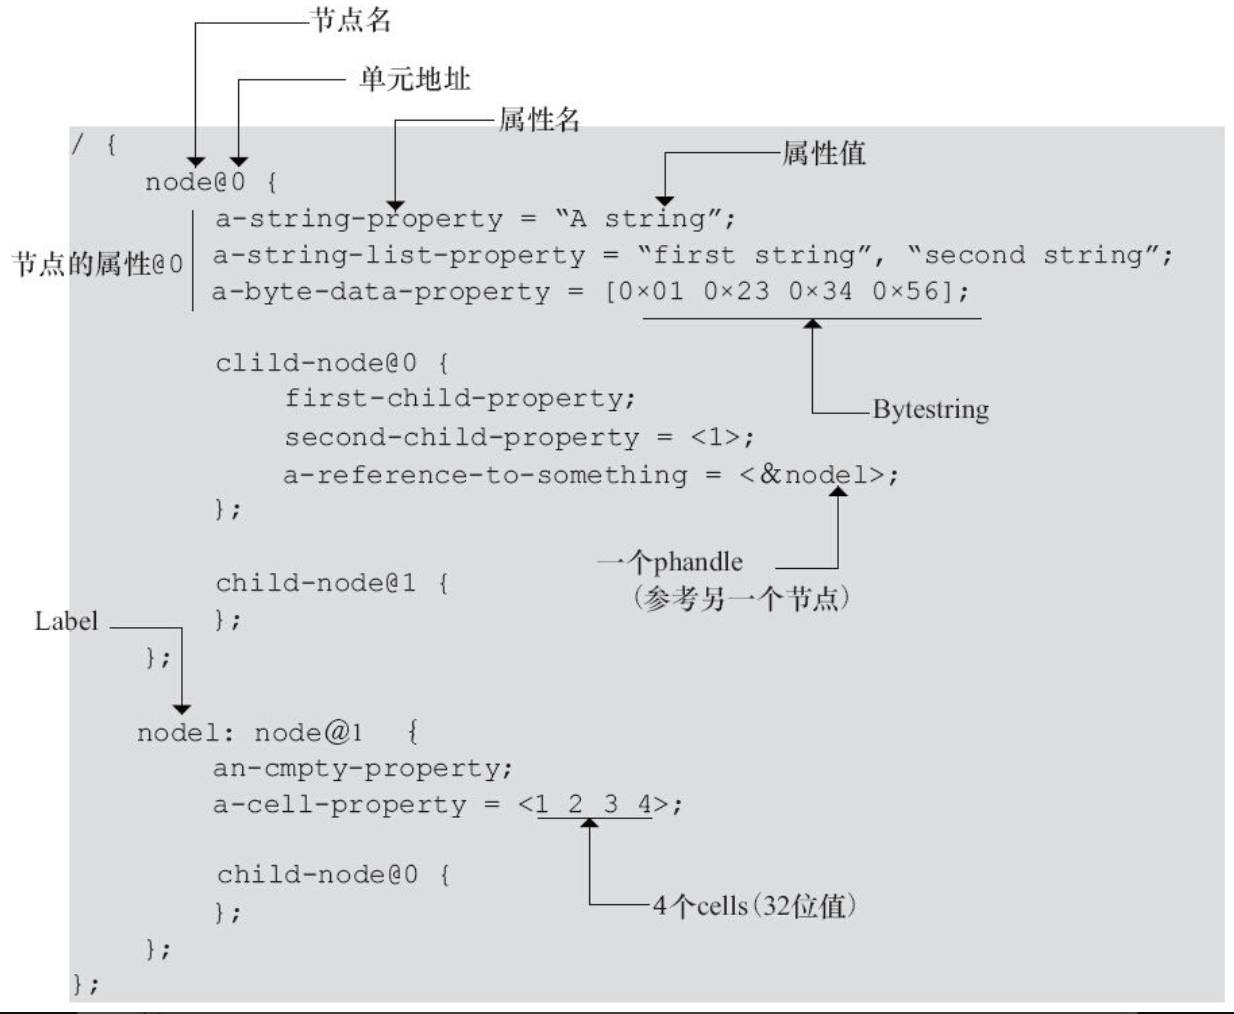 节点名
单元地址
属性名
/ {
属性值
node@0 {
a-string-property = “A string”;
节点的属性@0
a-string-list-property = “first string”, “second string”;
a-byte-data-property = [0×01 0×23 0×34 0×56];
clild-node@0 {
first-child-property;
Bytestring
second-child-property = <1>;
a-reference-to-something = <&nodel>;
};
一个phandle
（参考另一个节点）
child-node@1 {
Label
};
};
nodel: node@1 {
an-cmpty-property;
a-cell-property = <1 2 3 4>;
child-node@0 {
4个cells（32位值）
};
};
};